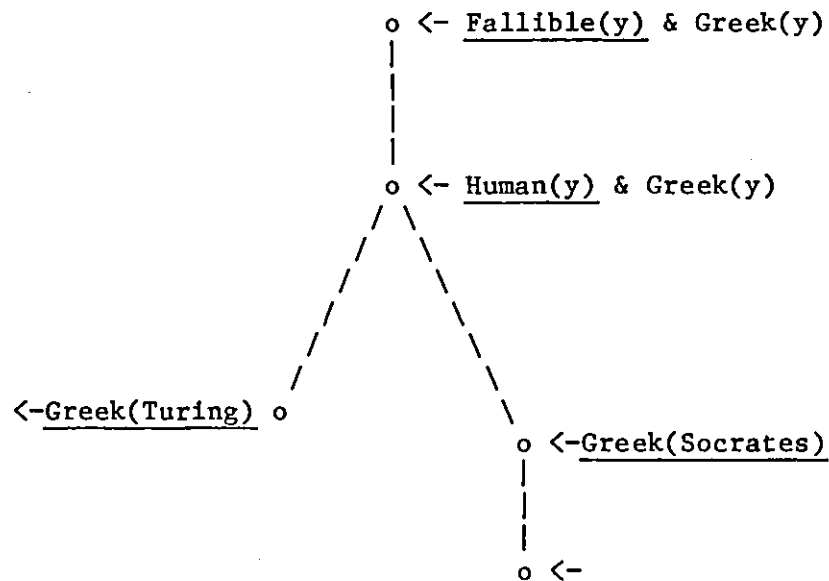 o <- Fallible(y) & Greek(y)
o <- Human(y) & Greek(y)
<-Greek(Turing) o
o <-Greek(Socrates)
o <-